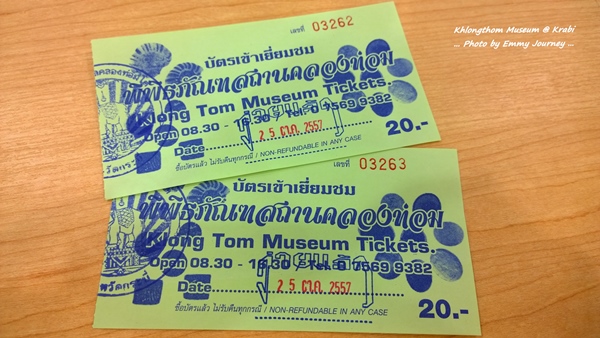 Khlongthom Museum @ Krabi
... Photo by Emmy Journey ...
เลขที่ 03262
บัตรเข้าเยี่ยมชม
พิพิธภัณฑสถานคลองท่อม
Klong Tom Museum Tickets.
Open 08.30 - 16.30 / Tel. 0 7569 9382
Date 25 ต.ค. 2557
20.-
ซื้อบัตรแล้ว ไม่รับคืนทุกกรณี / NON-REFUNDABLE IN ANY CASE
เลขที่ 03263
บัตรเข้าเยี่ยมชม
พิพิธภัณฑสถานคลองท่อม
Klong Tom Museum Tickets.
Open 08.30 - 16.30 / Tel. 0 7569 9382
Date 25 ต.ค. 2557
20.-
ซื้อบัตรแล้ว ไม่รับคืนทุกกรณี / NON-REFUNDABLE IN ANY CASE